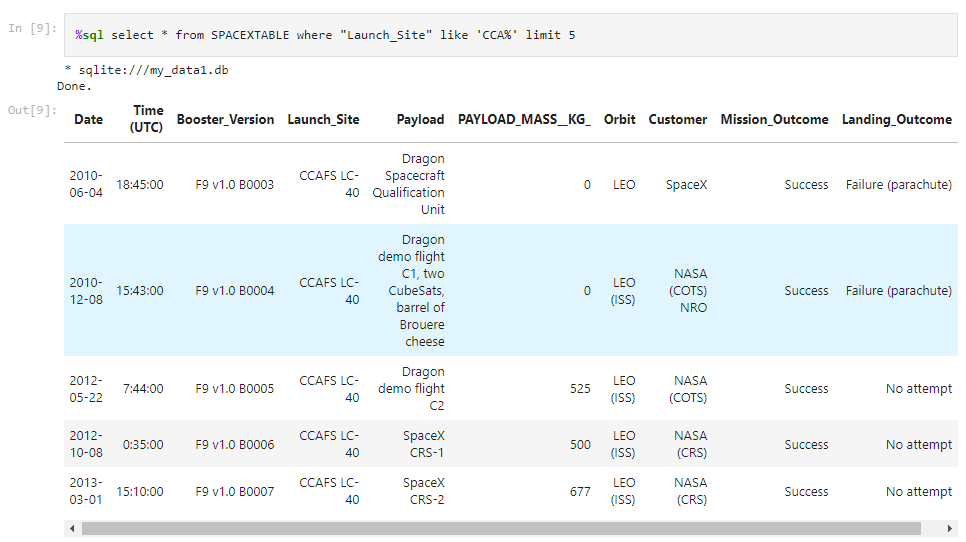 In [9]: %sql select * from SPACEXTABLE where "Launch_Site" like 'CCA%' limit 5
* sqlite:///my_data1.db
Done.
Out[9]:
Date Time (UTC) Booster_Version Launch_Site Payload PAYLOAD_MASS__KG_ Orbit Customer Mission_Outcome Landing_Outcome
2010-06-04 18:45:00 F9 v1.0 B0003 CCAFS LC-40 Dragon Spacecraft Qualification Unit 0 LEO SpaceX Success Failure (parachute)
2010-12-08 15:43:00 F9 v1.0 B0004 CCAFS LC-40 Dragon demo flight C1, two CubeSats, barrel of Brouere cheese 0 LEO (ISS) NASA (COTS) NRO Success Failure (parachute)
2012-05-22 7:44:00 F9 v1.0 B0005 CCAFS LC-40 Dragon demo flight C2 525 LEO (ISS) NASA (COTS) Success No attempt
2012-10-08 0:35:00 F9 v1.0 B0006 CCAFS LC-40 SpaceX CRS-1 500 LEO (ISS) NASA (CRS) Success No attempt
2013-03-01 15:10:00 F9 v1.0 B0007 CCAFS LC-40 SpaceX CRS-2 677 LEO (ISS) NASA (CRS) Success No attempt